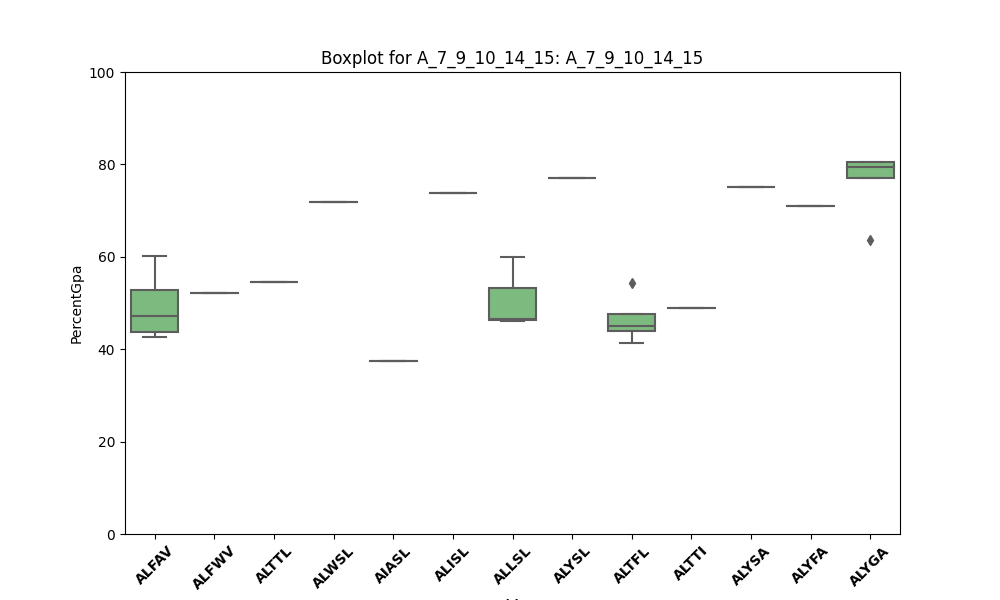 Boxplot for A_7_9_10_14_15: A_7_9_10_14_15
100
80
60
40
20
0
PercentGpa
ALFAV ALFWV ALTTL ALWSL AIASL ALISL ALLSL ALYSL ALTFL ALTTI ALYSA ALYFA ALYGA